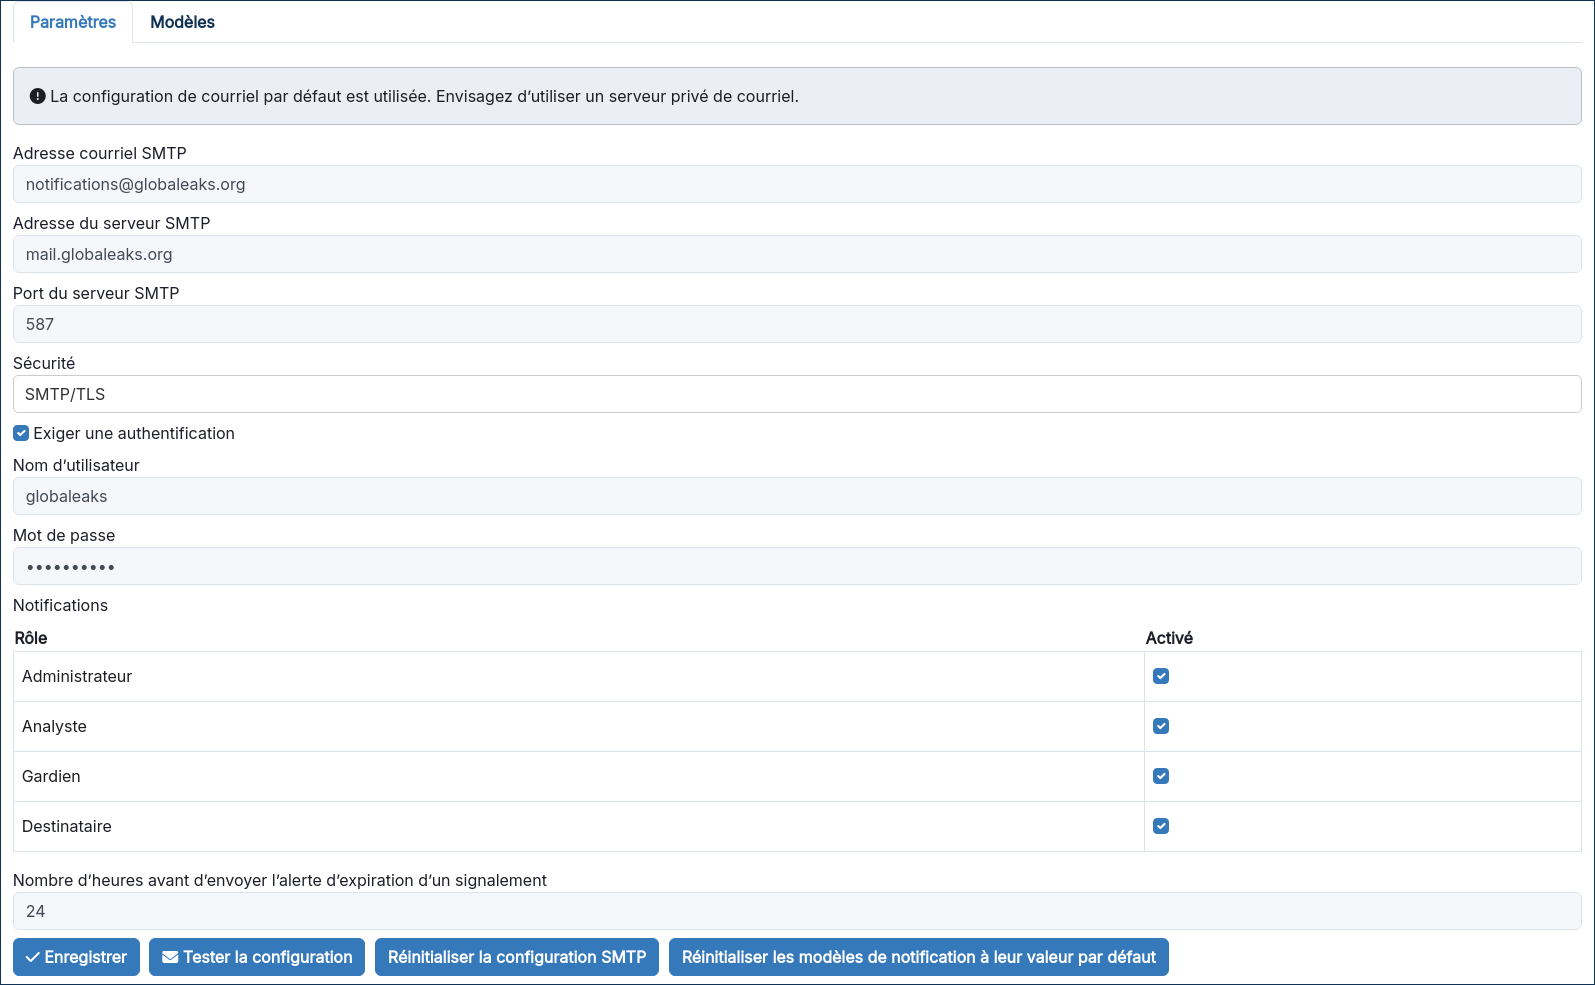 Paramètres Modèles
La configuration de courriel par défaut est utilisée. Envisagez d’utiliser un serveur privé de courriel.
Adresse courriel SMTP
notifications@globaleaks.org
Adresse du serveur SMTP
mail.globaleaks.org
Port du serveur SMTP
587
Sécurité
SMTP/TLS
Exiger une authentification
Nom d’utilisateur
globaleaks
Mot de passe
••••••••••
Notifications
Rôle Activé
Administrateur
Analyste
Gardien
Destinataire
Nombre d’heures avant d’envoyer l’alerte d’expiration d’un signalement
24
Enregistrer Tester la configuration Réinitialiser la configuration SMTP Réinitialiser les modèles de notification à leur valeur par défaut